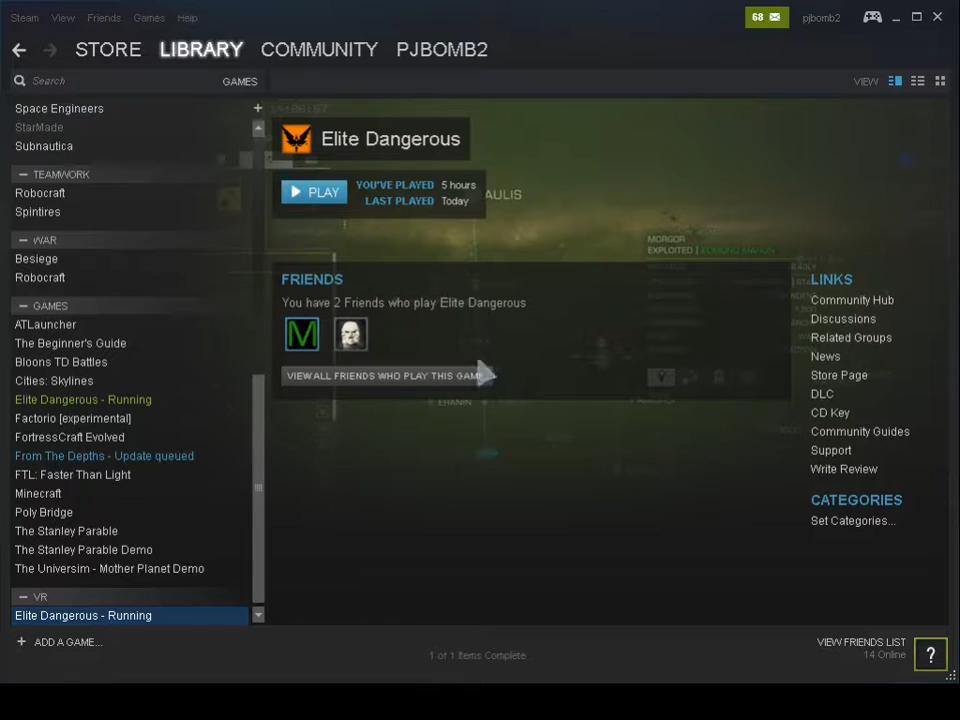 Steam View Friends Games Help
68 pjbomb2
STORE LIBRARY COMMUNITY PJBOMB2
Search GAMES VIEW
Space Engineers
StarMade
Subnautica
TEAMWORK
Robocraft
Spintires
WAR
Besiege
Robocraft
GAMES
ATLauncher
The Beginner's Guide
Bloons TD Battles
Cities: Skylines
Elite Dangerous - Running
Factorio [experimental]
FortressCraft Evolved
From The Depths - Update queued
FTL: Faster Than Light
Minecraft
Poly Bridge
The Stanley Parable
The Stanley Parable Demo
The Universim - Mother Planet Demo
VR
Elite Dangerous - Running
+ ADD A GAME...
Elite Dangerous
PLAY
YOU'VE PLAYED 5 hours
LAST PLAYED Today
AULIS
MORGOR
EXPLOITED | EDMUND MAHON
FRIENDS
You have 2 Friends who play Elite Dangerous
VIEW ALL FRIENDS WHO PLAY THIS GAME
ERANIN
LINKS
Community Hub
Discussions
Related Groups
News
Store Page
DLC
CD Key
Community Guides
Support
Write Review
CATEGORIES
Set Categories...
1 of 1 Items Complete
VIEW FRIENDS LIST
14 Online
?